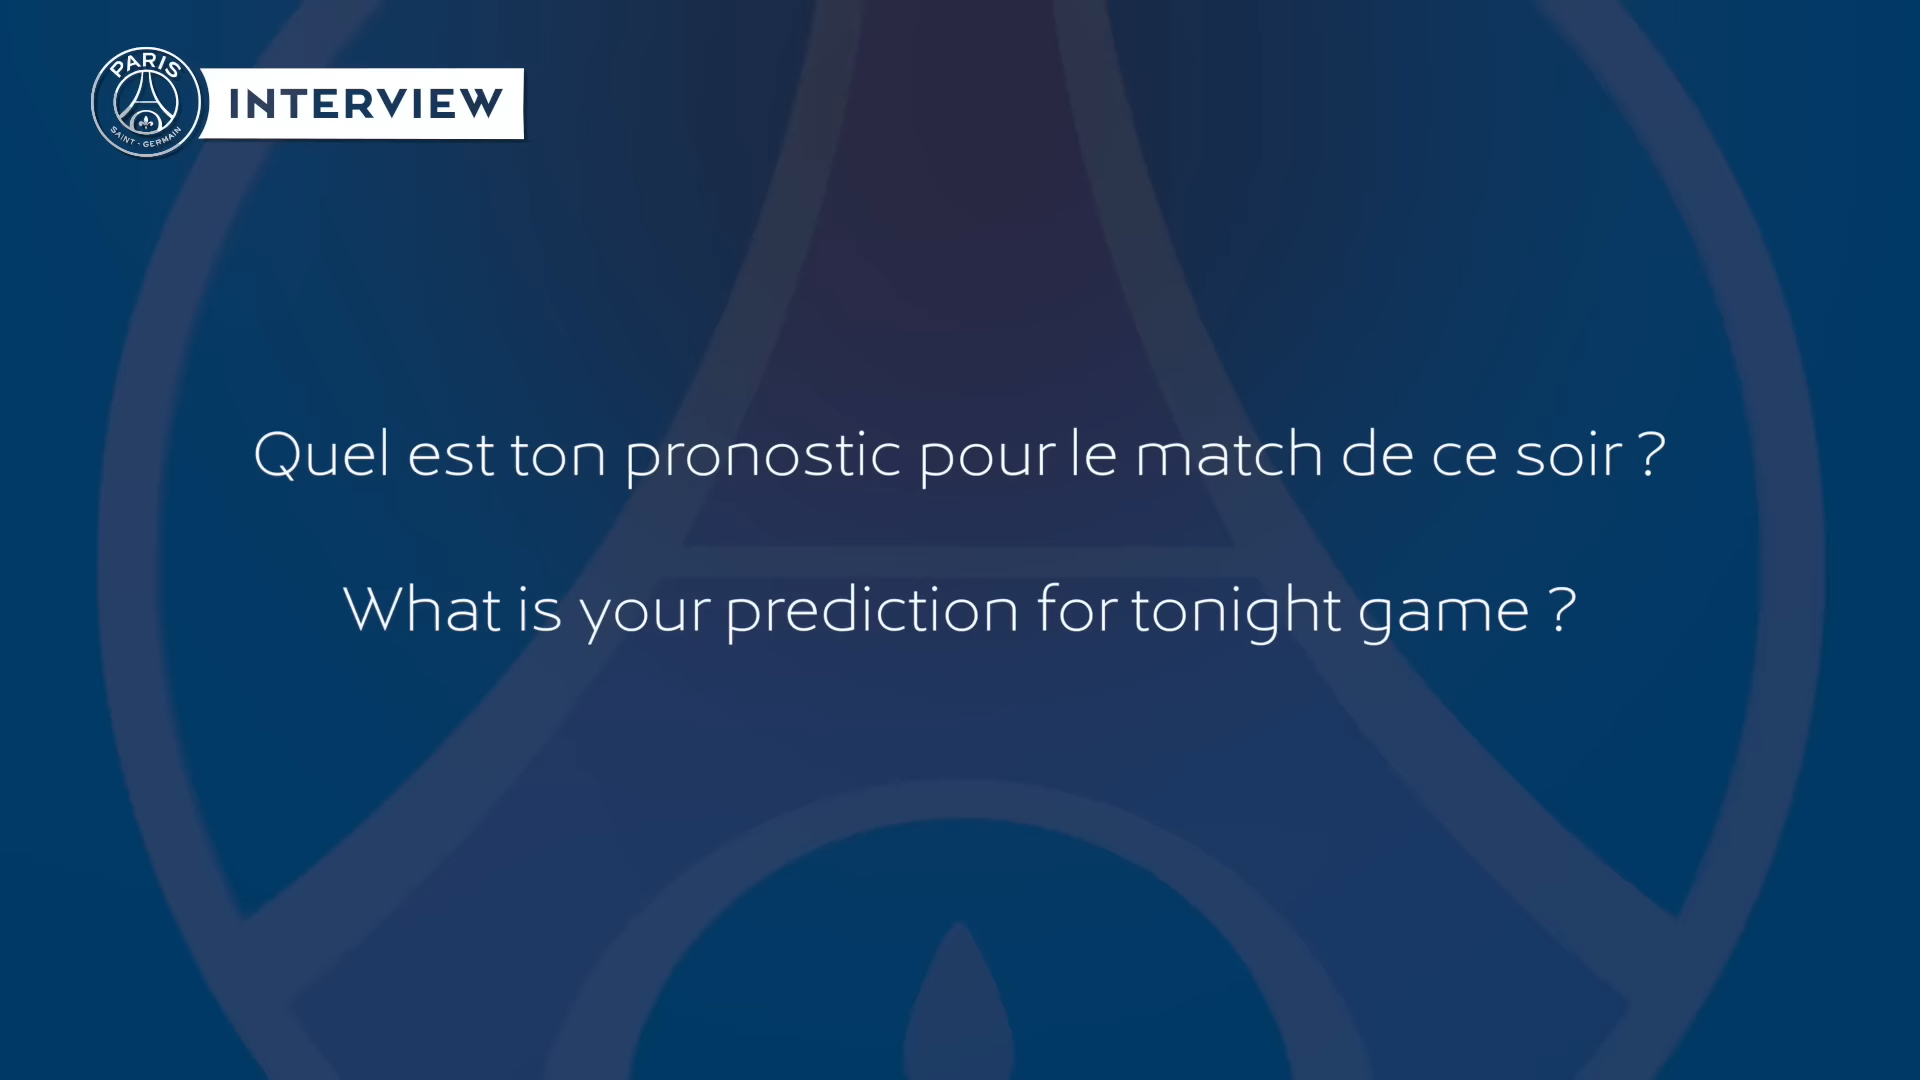 PARIS
SAINT - GERMAIN
INTERVIEW
Quel est ton pronostic pour le match de ce soir ?
What is your prediction for tonight game ?